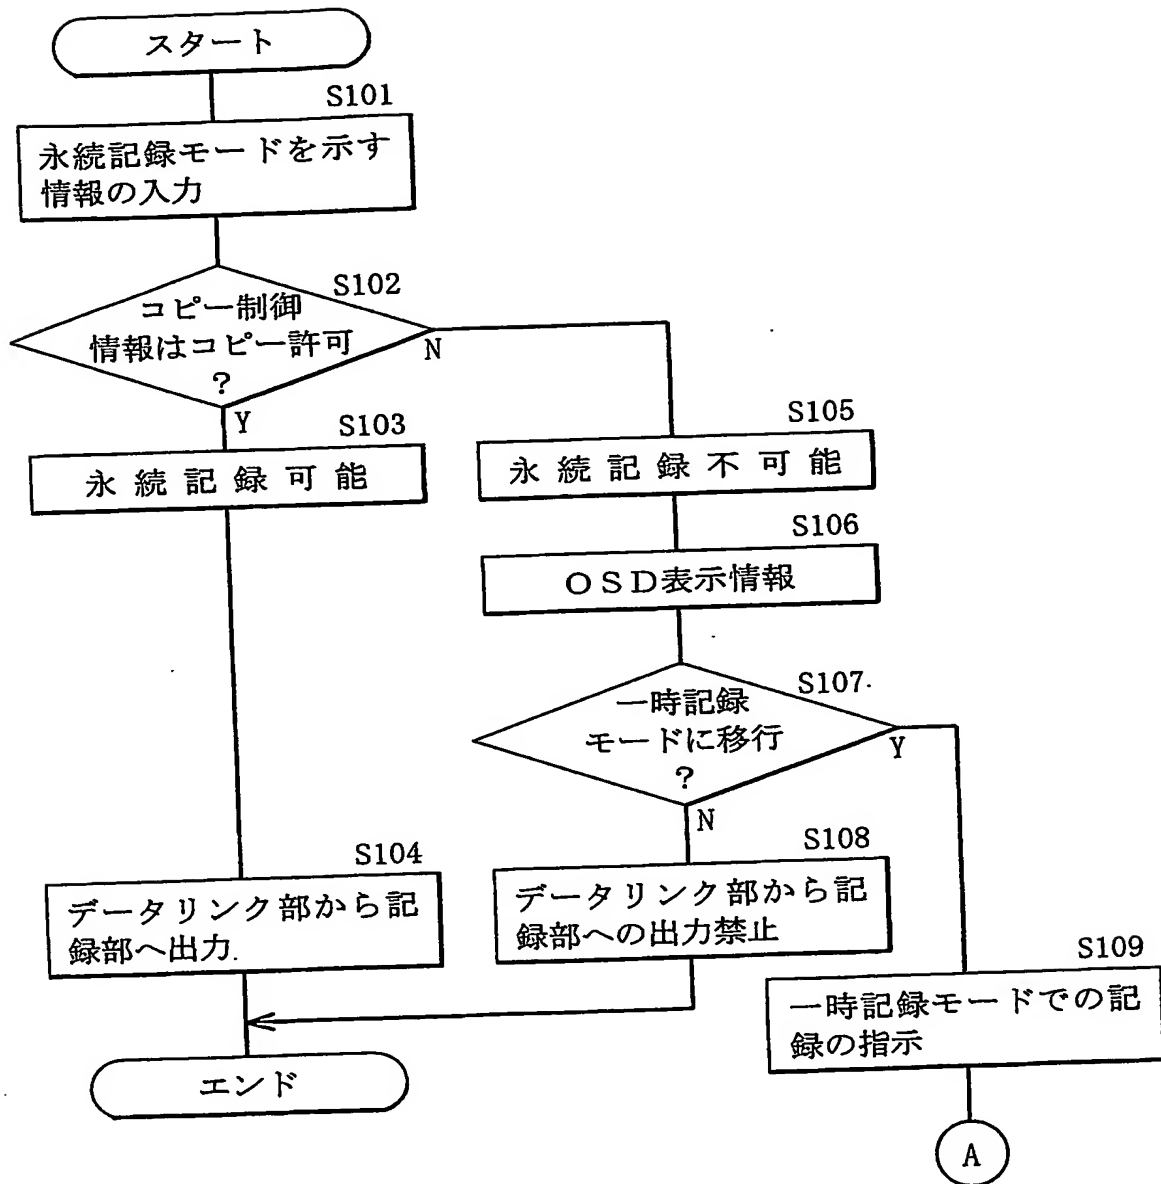 スタート
S101
永続記録モードを示す
情報の入力
S102
コピー制御
情報はコピー許可
?
N
Y
S103
永続記録可能
S105
永続記録不可能
S106
OSD表示情報
S107
一時記録
モードに移行
?
Y
N
S104
データリンク部から記
録部へ出力
S108
データリンク部から記
録部への出力禁止
S109
一時記録モードでの記
録の指示
エンド
A